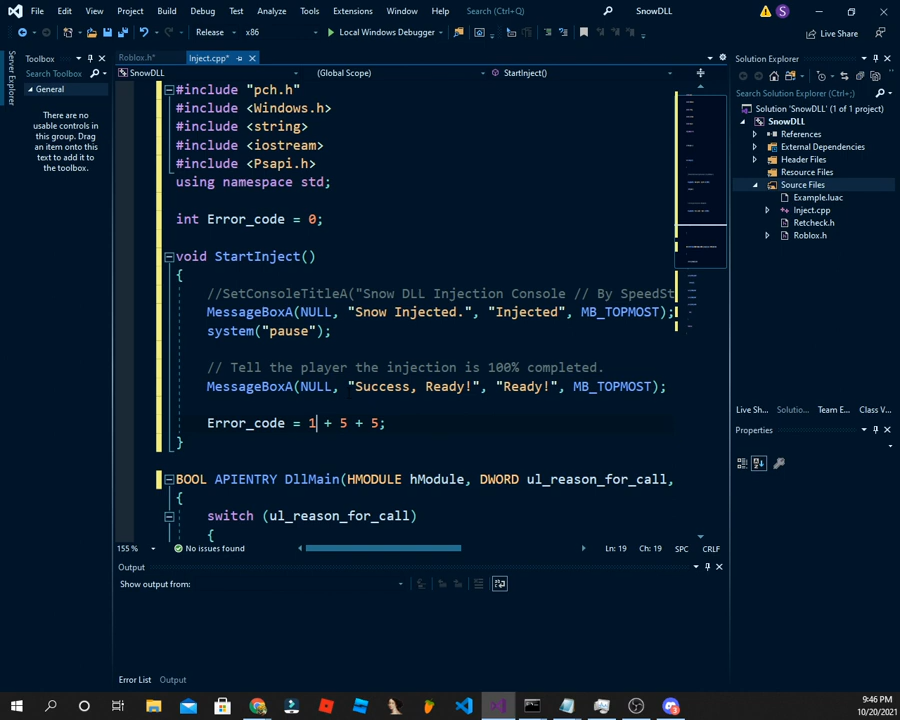 File Edit View Project Build Debug Test Analyze Tools Extensions Window Help Search (Ctrl+;) SnowDLL S
Release x86 Local Windows Debugger Live Share
Server Explorer
Toolbox
Search Toolbox
General
There are no
usable controls in
this group. Drag
an item onto this
text to add it to
the toolbox.
Roblox.h Inject.cpp*
SnowDLL (Global Scope) StartInject()
#include "pch.h"
#include <Windows.h>
#include <string>
#include <iostream>
#include <Psapi.h>
using namespace std;
int Error_code = 0;
void StartInject()
{
//SetConsoleTitleA("Snow DLL Injection Console // By SpeedSt
MessageBoxA(NULL, "Snow Injected.", "Injected", MB_TOPMOST);
system("pause");
// Tell the player the injection is 100% completed.
MessageBoxA(NULL, "Success, Ready!", "Ready!", MB_TOPMOST);
Error_code = 1 + 5 + 5;
}
BOOL APIENTRY DllMain(HMODULE hModule, DWORD ul_reason_for_call,
{
switch (ul_reason_for_call)
{
155 % No issues found Ln: 19 Ch: 19 SPC CRLF
Output
Show output from:
Error List Output
Solution Explorer
Search Solution Explorer (Ctrl+;)
Solution 'SnowDLL' (1 of 1 project)
SnowDLL
References
External Dependencies
Header Files
Resource Files
Source Files
Example.luac
Inject.cpp
Retcheck.h
Roblox.h
Live Sh... Solutio... Team E... Class V...
Properties
9:46 PM
10/20/2021